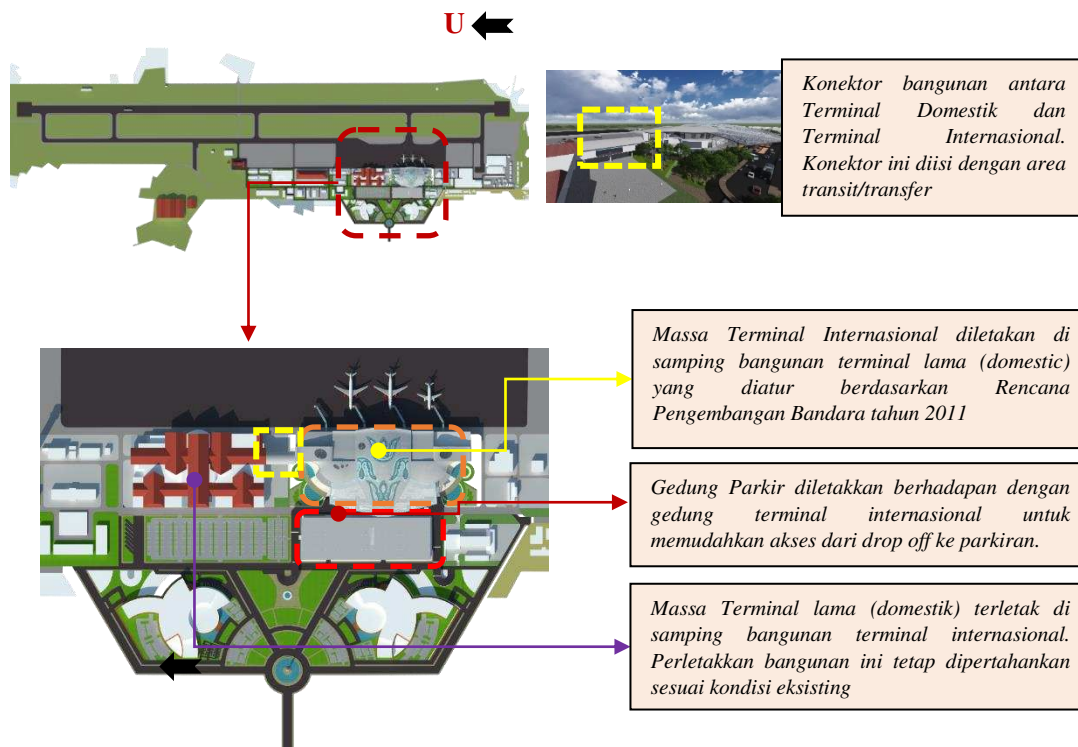 U
Konektor bangunan antara
Terminal Domestik dan
Terminal Internasional.
Konektor ini diisi dengan area
transit/transfer
Massa Terminal Internasional diletakan di
samping bangunan terminal lama (domestic)
yang diatur berdasarkan Rencana
Pengembangan Bandara tahun 2011
Gedung Parkir diletakkan berhadapan dengan
gedung terminal internasional untuk
memudahkan akses dari drop off ke parkiran.
Massa Terminal lama (domestik) terletak di
samping bangunan terminal internasional.
Perletakkan bangunan ini tetap dipertahankan
sesuai kondisi eksisting